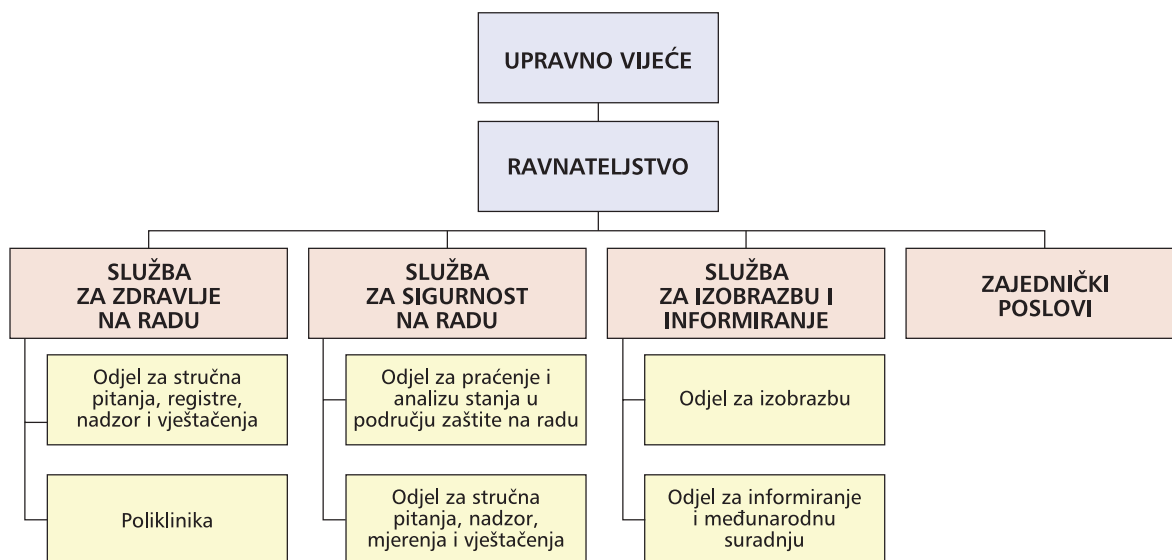 UPRAVNO VIJEĆE
RAVNATELJSTVO
SLUŽBA
ZA ZDRAVLJE
NA RADU
SLUŽBA
ZA SIGURNOST
NA RADU
SLUŽBA
ZA IZOBRAZBU I
INFORMIRANJE
ZAJEDNIČKI
POSLOVI
Odjel za stručna
pitanja, registre,
nadzor i vještačenja
Odjel za praćenje i
analizu stanja u
području zaštite na radu
Odjel za izobrazbu
Poliklinika
Odjel za stručna
pitanja, nadzor,
mjerenja i vještačenja
Odjel za informiranje
i međunarodnu
suradnju